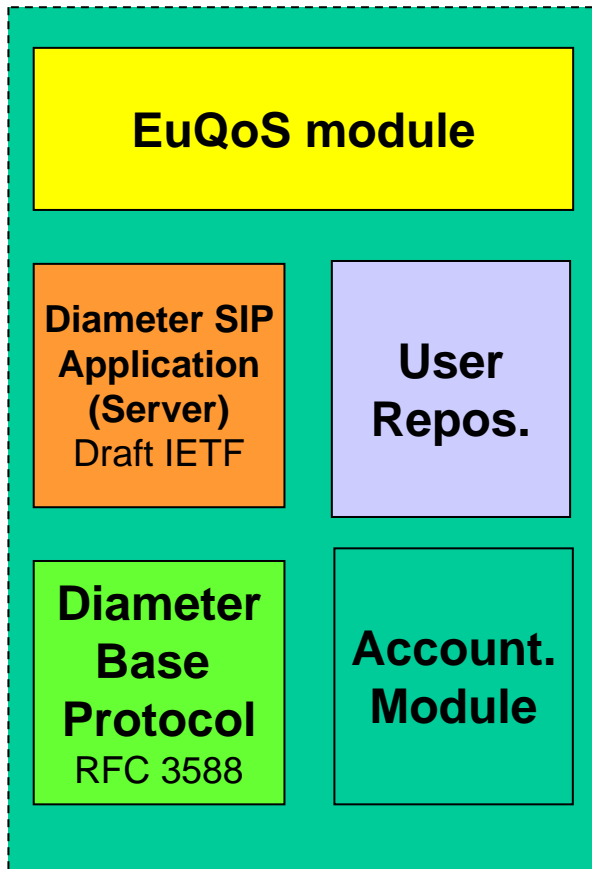 EuQoS module
Diameter SIP
Application
(Server)
Draft IETF
User
Repos.
Diameter
Base
Protocol
RFC 3588
Account.
Module